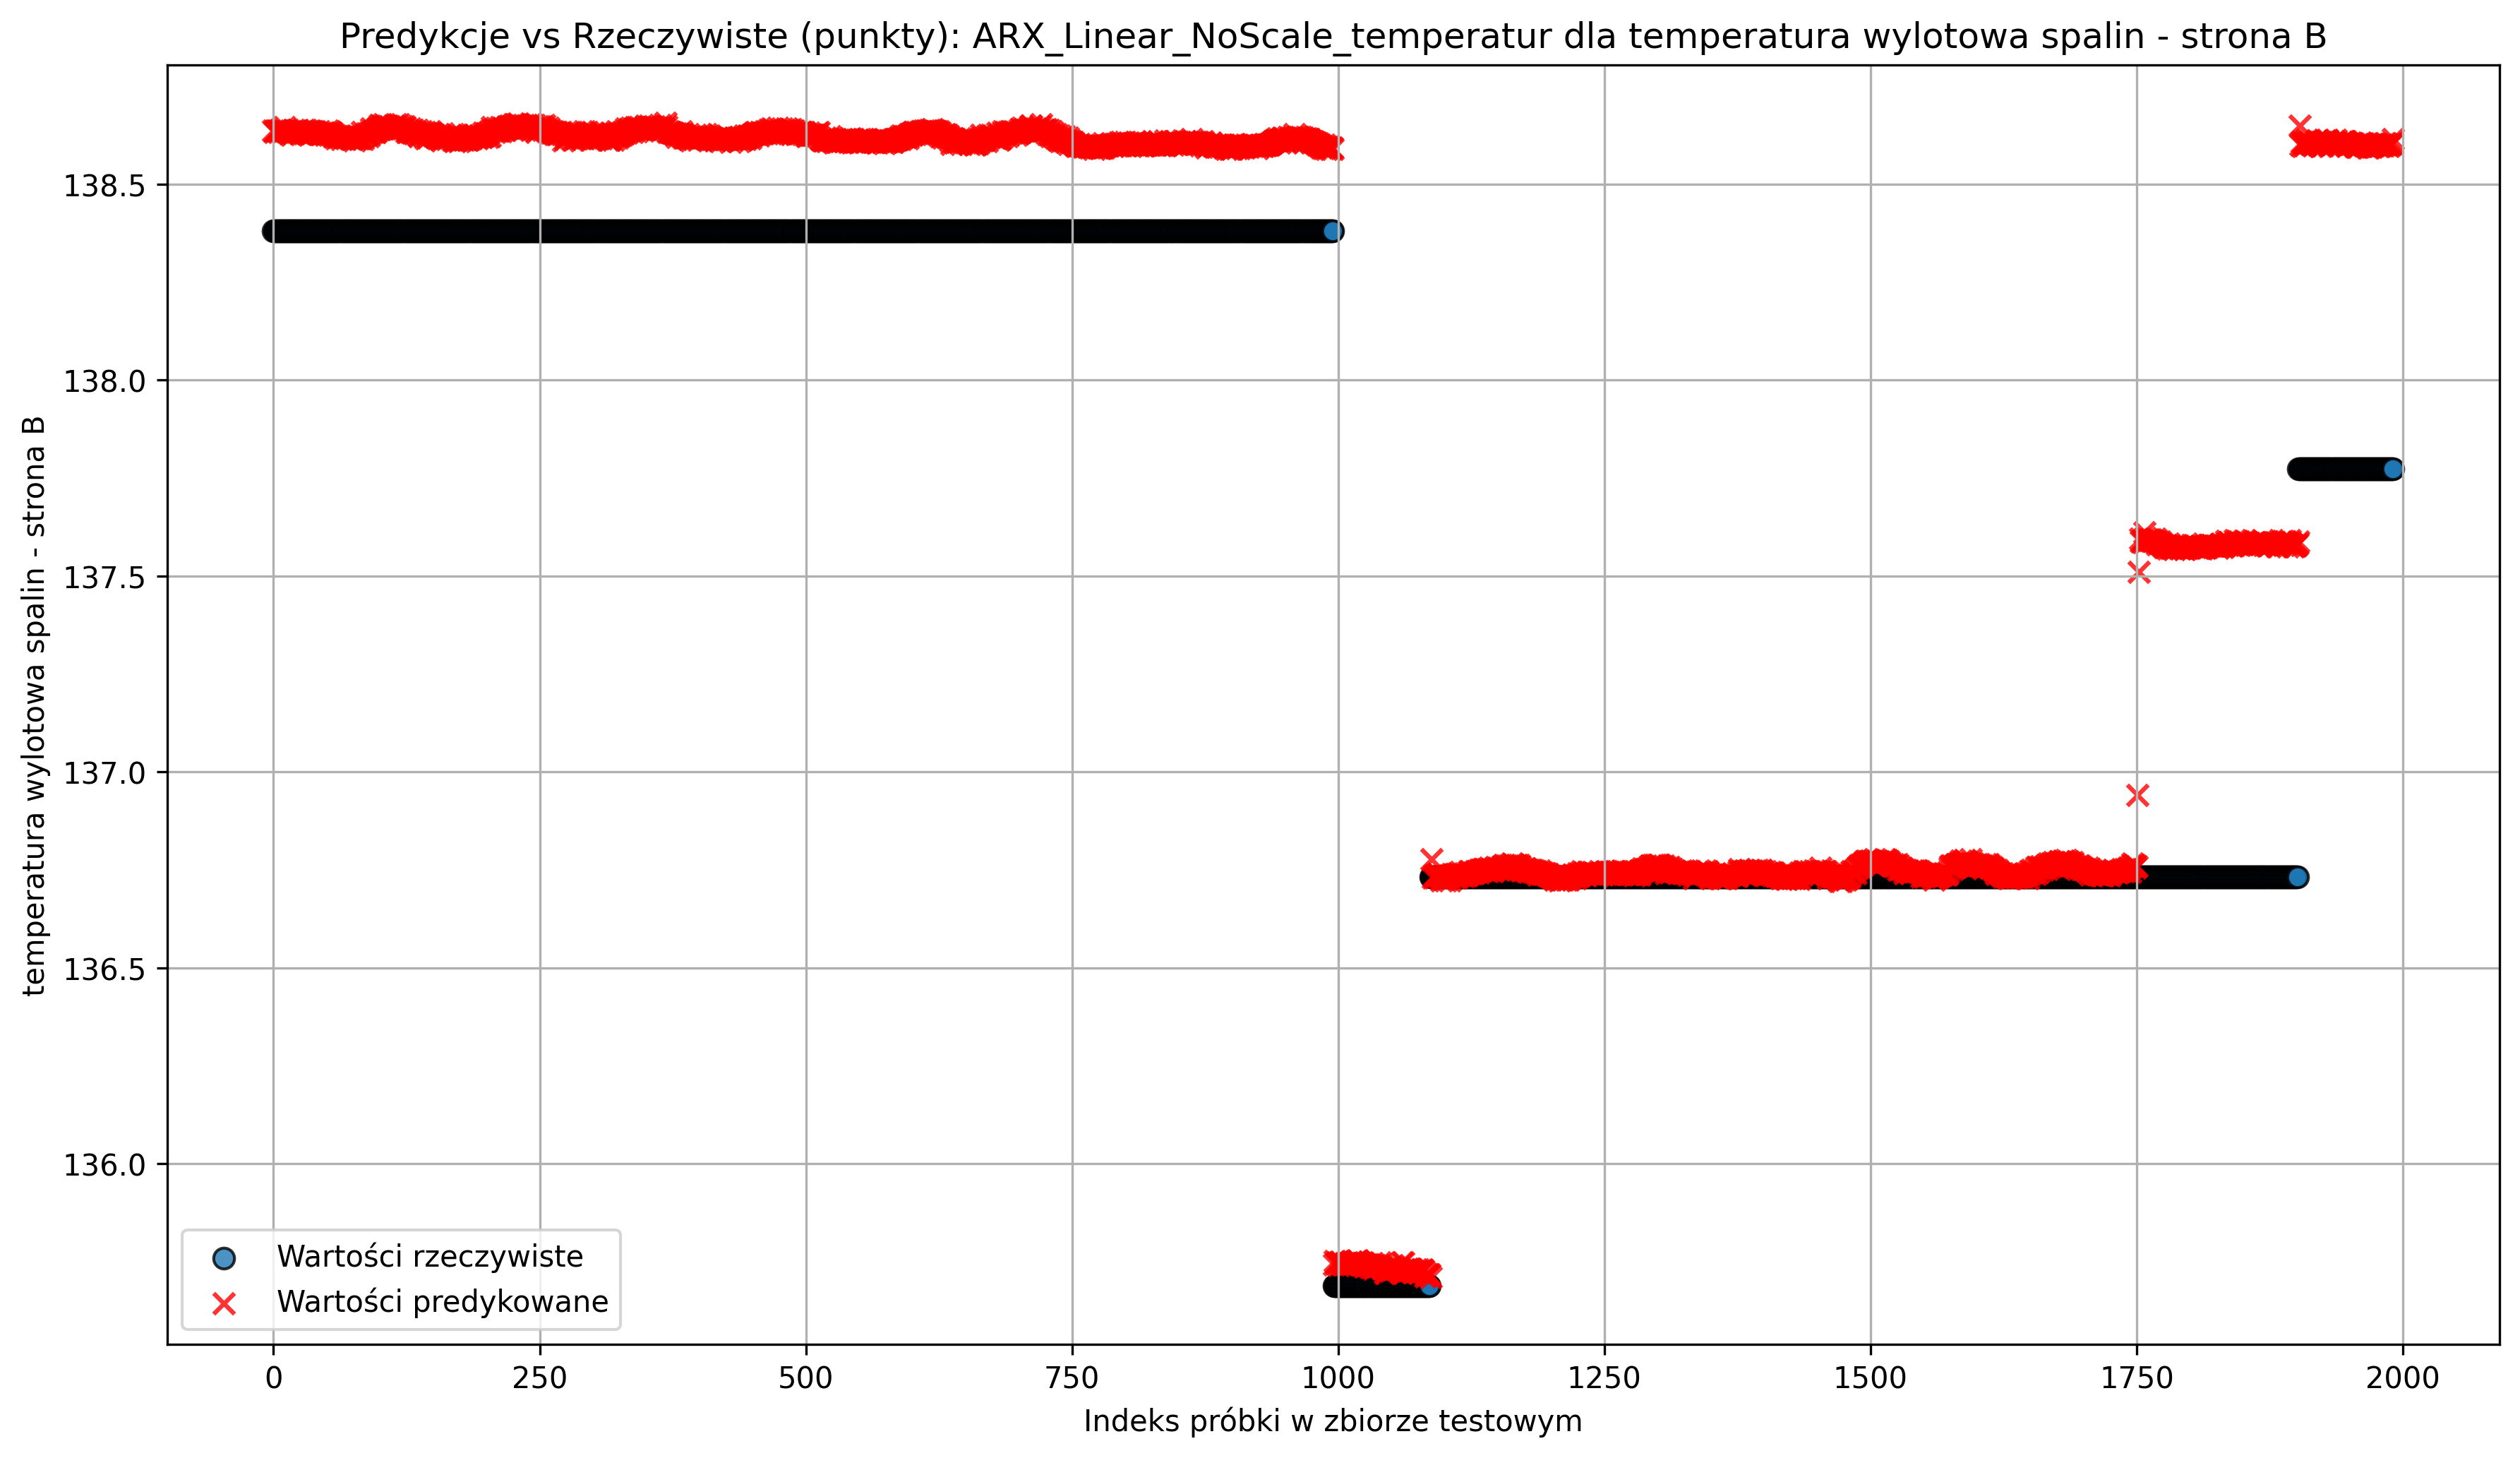 Predykcje vs Rzeczywiste (punkty): ARX_Linear_NoScale_temperatur dla temperatura wylotowa spalin - strona B
temperatura wylotowa spalin - strona B
138.5
138.0
137.5
137.0
136.5
136.0
Wartości rzeczywiste
Wartości predykowane
0 250 500 750 1000 1250 1500 1750 2000
Indeks próbki w zbiorze testowym